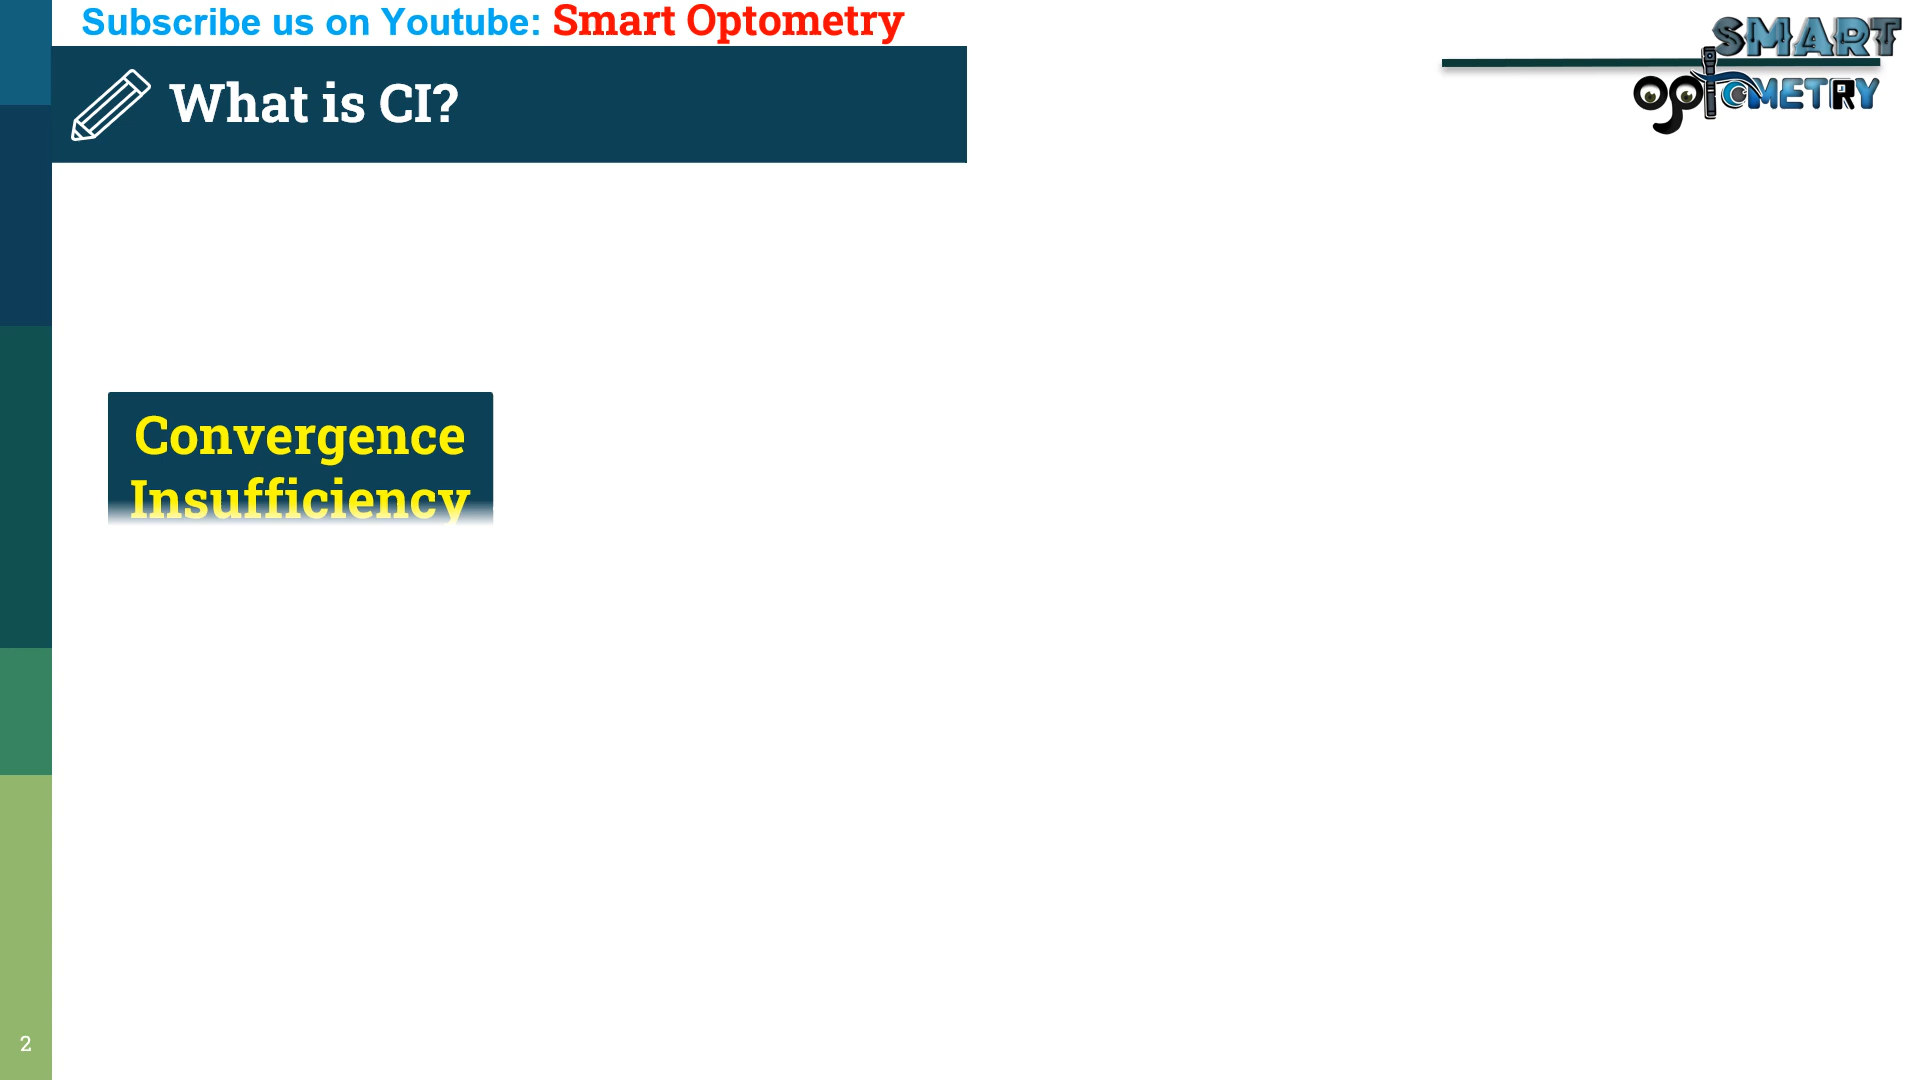 Subscribe us on Youtube: Smart Optometry
SMART
What is CI?
optOMETRY
Convergence
Insufficiency
2